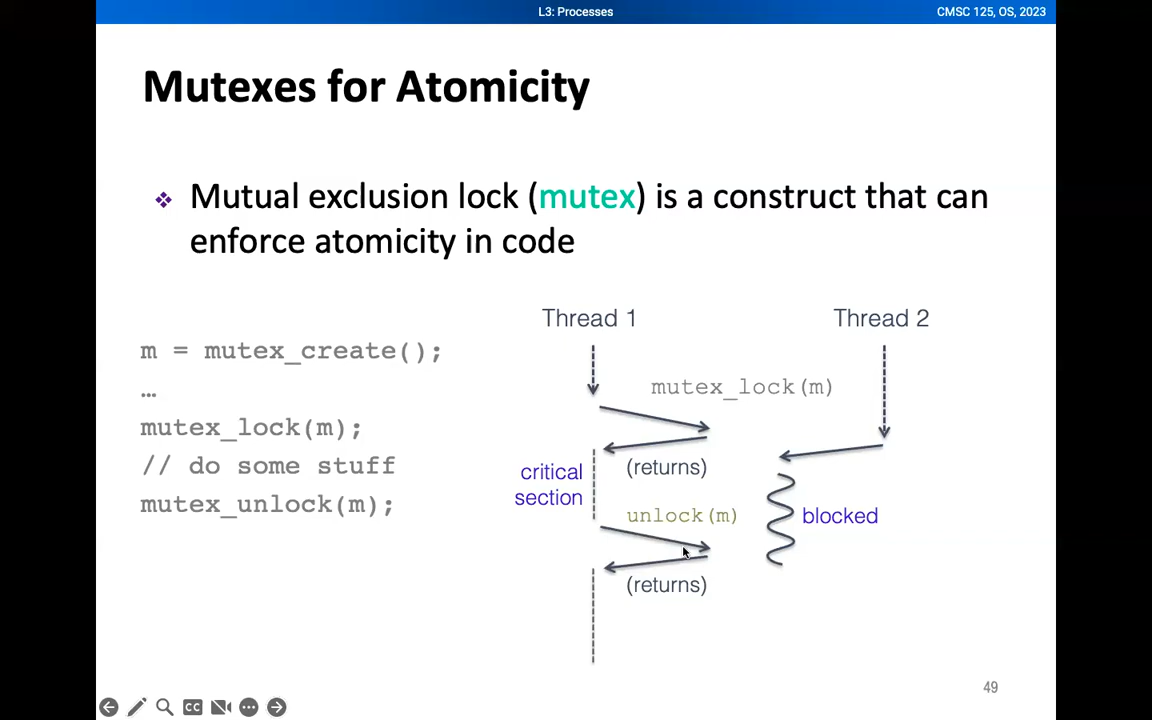 L3: Processes
CMSC 125, OS, 2023
Mutexes for Atomicity
❖ Mutual exclusion lock (mutex) is a construct that can
enforce atomicity in code
m = mutex_create();
…
mutex_lock(m);
// do some stuff
mutex_unlock(m);
Thread 1
Thread 2
mutex_lock(m)
(returns)
critical
section
unlock(m)
blocked
(returns)
49
CC